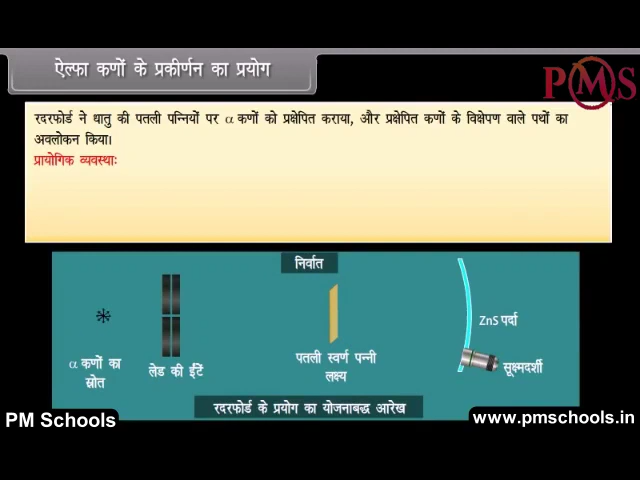 ऐल्फा कणों के प्रकीर्णन का प्रयोग
PMS
रदरफोर्ड ने धातु की पतली पन्नियों पर α कणों को प्रक्षेपित कराया, और प्रक्षेपित कणों के विक्षेपण वाले पथों का
अवलोकन किया।
प्रायोगिक व्यवस्थाः
निर्वात
ZnS पर्दा
α कणों का
स्रोत
लेड की ईंटें
पतली स्वर्ण पन्नी
लक्ष्य
सूक्ष्मदर्शी
रदरफोर्ड के प्रयोग का योजनाबद्ध आरेख
PM Schools
www.pmschools.in